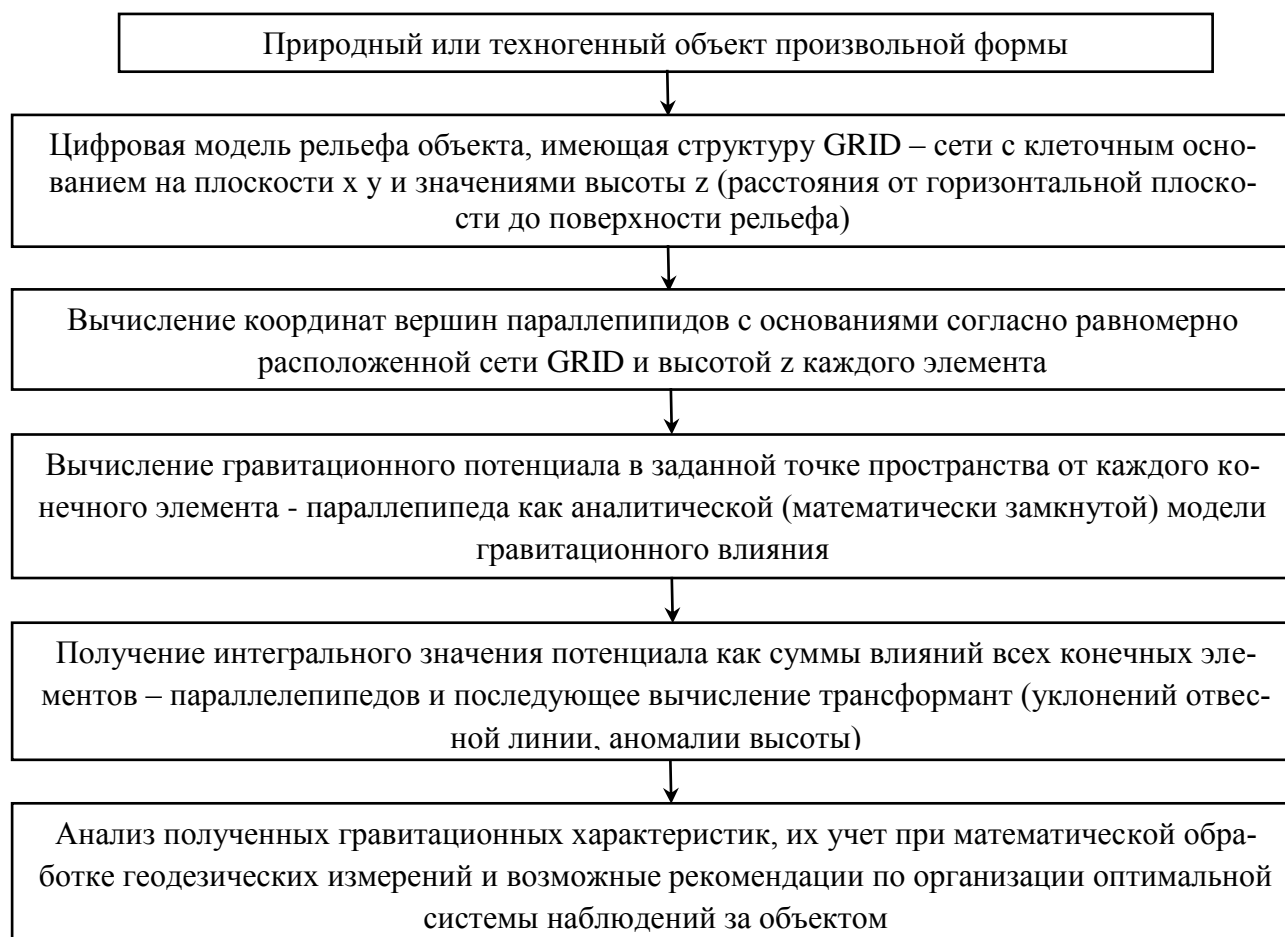 Природный или техногенный объект произвольной формы
Цифровая модель рельефа объекта, имеющая структуру GRID – сети с клеточным осно-
ванием на плоскости x y и значениями высоты z (расстояния от горизонтальной плоско-
сти до поверхности рельефа)
Вычисление координат вершин параллепипидов с основаниями согласно равномерно
расположенной сети GRID и высотой z каждого элемента
Вычисление гравитационного потенциала в заданной точке пространства от каждого ко-
нечного элемента - параллепипеда как аналитической (математически замкнутой) модели
гравитационного влияния
Получение интегрального значения потенциала как суммы влияний всех конечных эле-
ментов – параллелепипедов и последующее вычисление трансформант (уклонений отвес-
ной линии, аномалии высоты)
Анализ полученных гравитационных характеристик, их учет при математической обра-
ботке геодезических измерений и возможные рекомендации по организации оптимальной
системы наблюдений за объектом